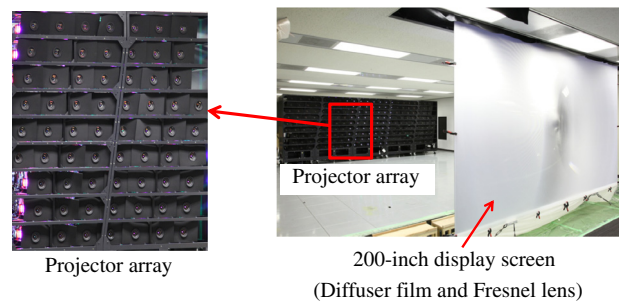 Projector array
Projector array
200-inch display screen
(Diffuser film and Fresnel lens)